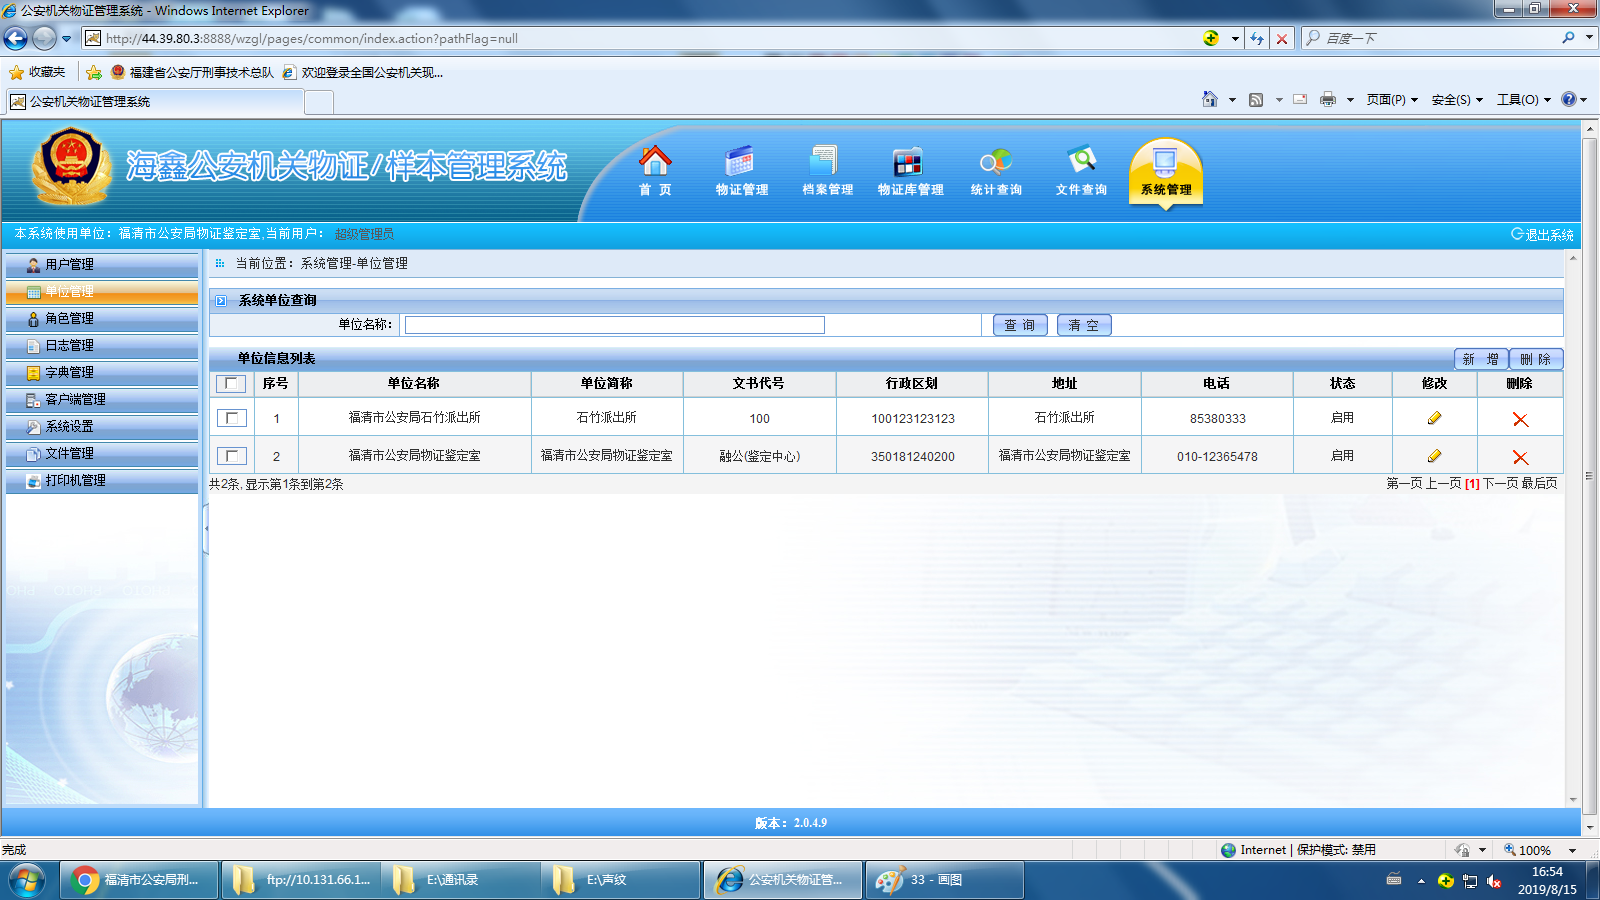 公安机关物证管理系统 - Windows Internet Explorer
http://44.39.80.3:8888/wzgl/pages/common/index.action?pathFlag=null
百度一下
收藏夹
福建省公安厅刑事技术总队
欢迎登录全国公安机关现...
公安机关物证管理系统
页面(P)
安全(S)
工具(O)
海鑫公安机关物证/样本管理系统
首 页
物证管理
档案管理
物证库管理
统计查询
文件查询
系统管理
本系统使用单位：福清市公安局物证鉴定室,当前用户： 超级管理员
退出系统
用户管理
单位管理
角色管理
日志管理
字典管理
客户端管理
系统设置
文件管理
打印机管理
当前位置：系统管理-单位管理
系统单位查询
单位名称：
查 询
清 空
单位信息列表
新 增
删 除
序号 单位名称 单位简称 文书代号 行政区划 地址 电话 状态 修改 删除
1 福清市公安局石竹派出所 石竹派出所 100 100123123123 石竹派出所 85380333 启用
2 福清市公安局物证鉴定室 福清市公安局物证鉴定室 融公(鉴定中心) 350181240200 福清市公安局物证鉴定室 010-12365478 启用
共2条, 显示第1条到第2条
第一页 上一页 [1] 下一页 最后页
版本：2.0.4.9
完成
Internet | 保护模式: 禁用
100%
福清市公安局刑...
ftp://10.131.66.1...
E:\通讯录
E:\声纹
公安机关物证管...
33 - 画图
16:54
2019/8/15